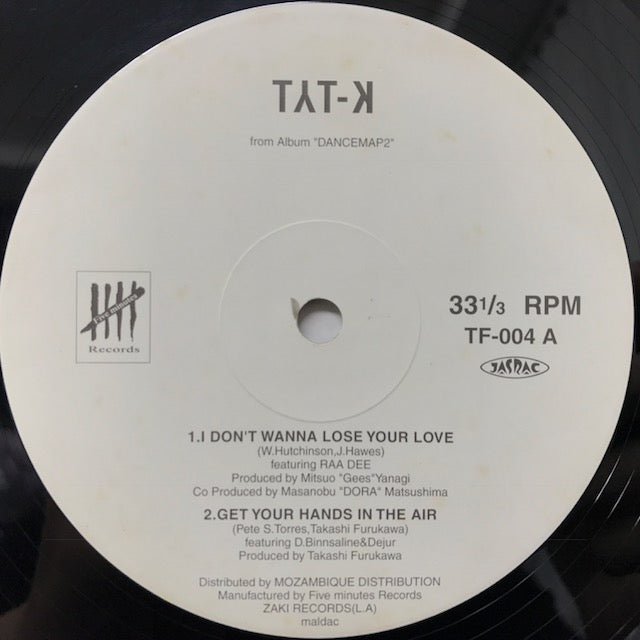 TYT-K
from Album "DANCEMAP2"
Five minutes
Records
33 1/3 RPM
TF-004 A
JASRAC
1.I DON'T WANNA LOSE YOUR LOVE
(W.Hutchinson,J.Hawes)
featuring RAA DEE
Produced by Mitsuo "Gees"Yanagi
Co Produced by Masanobu "DORA" Matsushima
2.GET YOUR HANDS IN THE AIR
(Pete S.Torres,Takashi Furukawa)
featuring D.Binnsaline&Dejur
Produced by Takashi Furukawa
Distributed by MOZAMBIQUE DISTRIBUTION
Manufactured by Five minutes Records
ZAKI RECORDS(L.A)
maldac